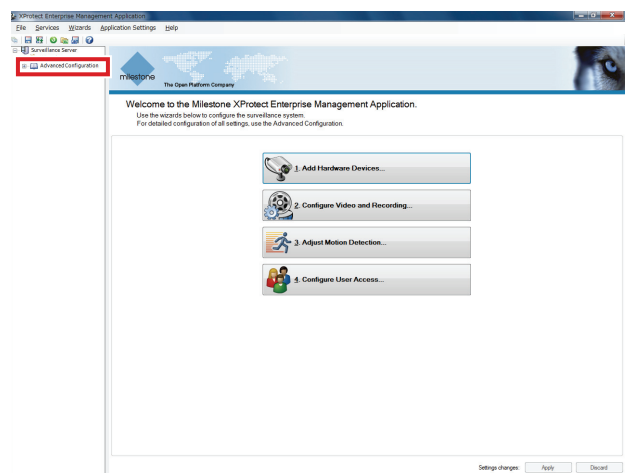 XProtect Enterprise Management Application
File Services Wizards Application Settings Help
Surveillance Server
Advanced Configuration
milestone
The Open Platform Company
Welcome to the Milestone XProtect Enterprise Management Application.
Use the wizards below to configure the surveillance system.
For detailed configuration of all settings, use the Advanced Configuration.
1. Add Hardware Devices...
2. Configure Video and Recording...
3. Adjust Motion Detection...
4. Configure User Access...
Settings changes: Apply Discard